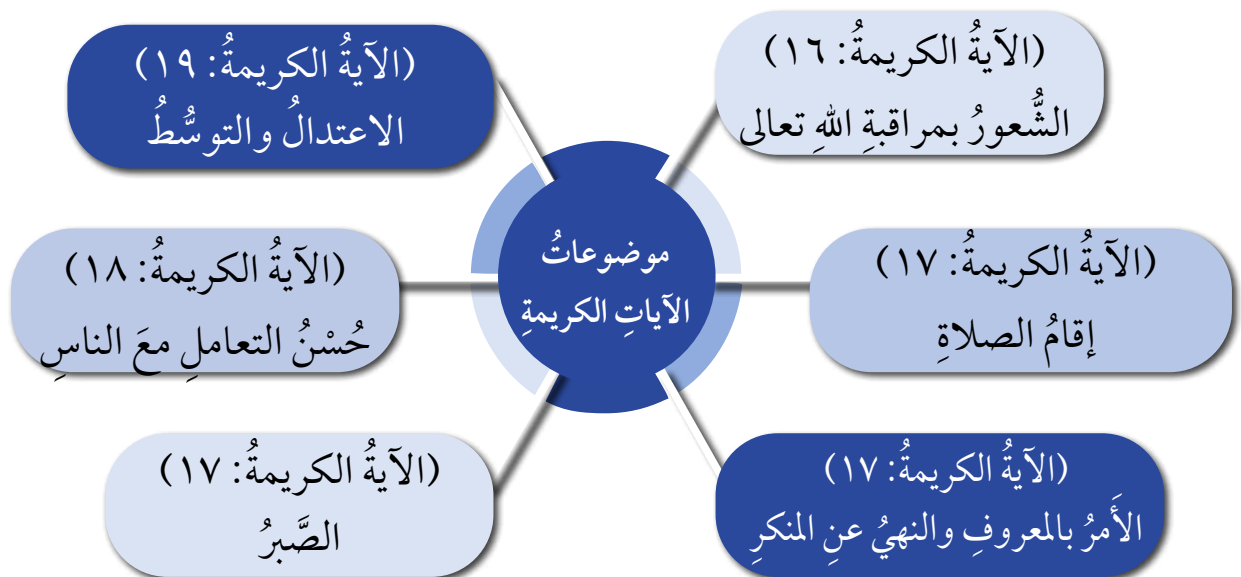 موضوعاتُ
الآياتِ الكريمةِ
(الآيةُ الكريمةُ: ١٦)
الشُّعورُ بمراقبةِ اللهِ تعالى
(الآيةُ الكريمةُ: ١٧)
إقامُ الصلاةِ
(الآيةُ الكريمةُ: ١٧)
الأَمرُ بالمعروفِ والنهيُ عنِ المنكرِ
(الآيةُ الكريمةُ: ١٧)
الصَّبرُ
(الآيةُ الكريمةُ: ١٨)
حُسْنُ التعاملِ معَ الناسِ
(الآيةُ الكريمةُ: ١٩)
الاعتدالُ والتوسُّطُ